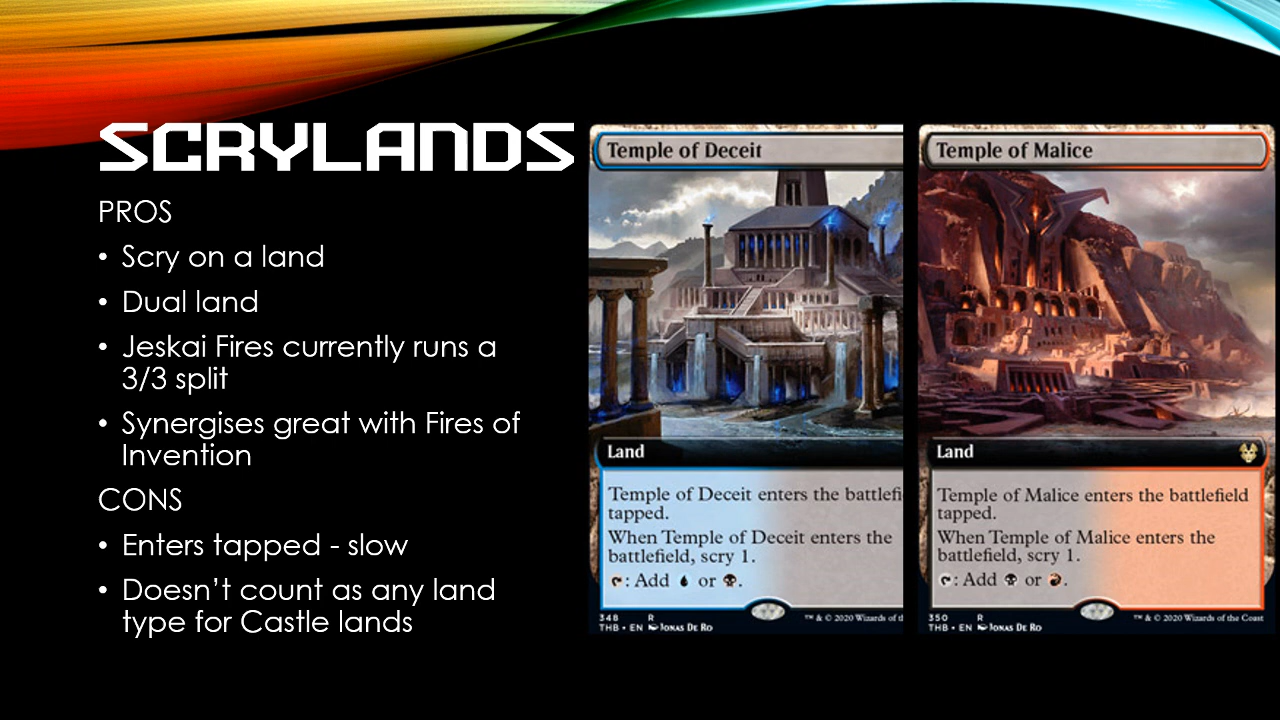 SCRYLANDS
PROS
• Scry on a land
• Dual land
• Jeskai Fires currently runs a
3/3 split
• Synergises great with Fires of
Invention
CONS
• Enters tapped - slow
• Doesn’t count as any land
type for Castle lands
Temple of Deceit
Land
Temple of Deceit enters the battlefi
tapped.
When Temple of Deceit enters the
battlefield, scry 1.
: Add or .
348 R
THB • EN Jonas De Ro
™ & © 2020 Wizards of t
Temple of Malice
Land
Temple of Malice enters the battlefield
tapped.
When Temple of Malice enters the
battlefield, scry 1.
: Add or .
350 R
THB • EN Jonas De Ro
™ & © 2020 Wizards of the Coast